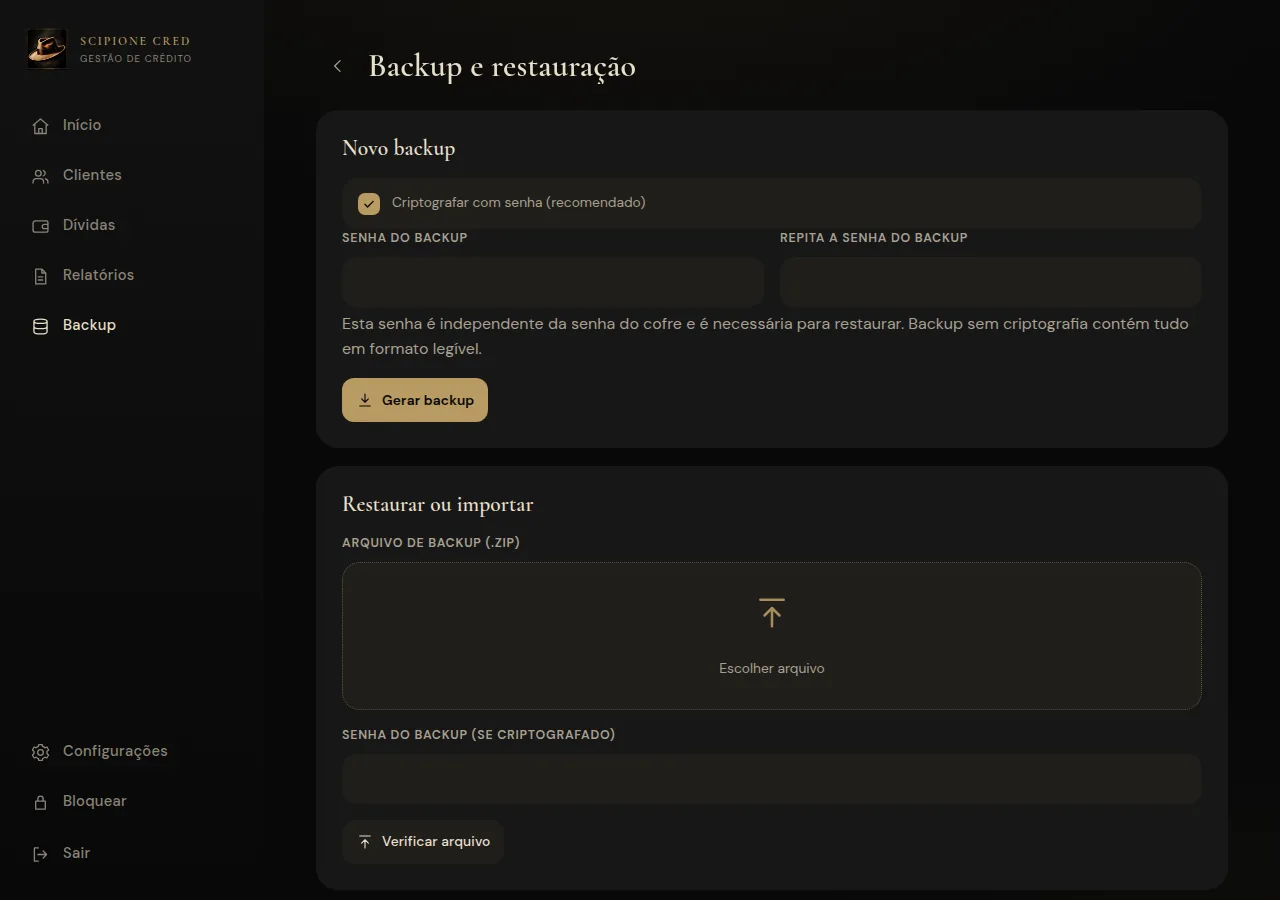 SCIPIONE CRED
GESTÃO DE CRÉDITO
Início
Clientes
Dívidas
Relatórios
Backup
Configurações
Bloquear
Sair
Backup e restauração
Novo backup
Criptografar com senha (recomendado)
SENHA DO BACKUP
REPITA A SENHA DO BACKUP
Esta senha é independente da senha do cofre e é necessária para restaurar. Backup sem criptografia contém tudo
em formato legível.
Gerar backup
Restaurar ou importar
ARQUIVO DE BACKUP (.ZIP)
Escolher arquivo
SENHA DO BACKUP (SE CRIPTOGRAFADO)
Verificar arquivo